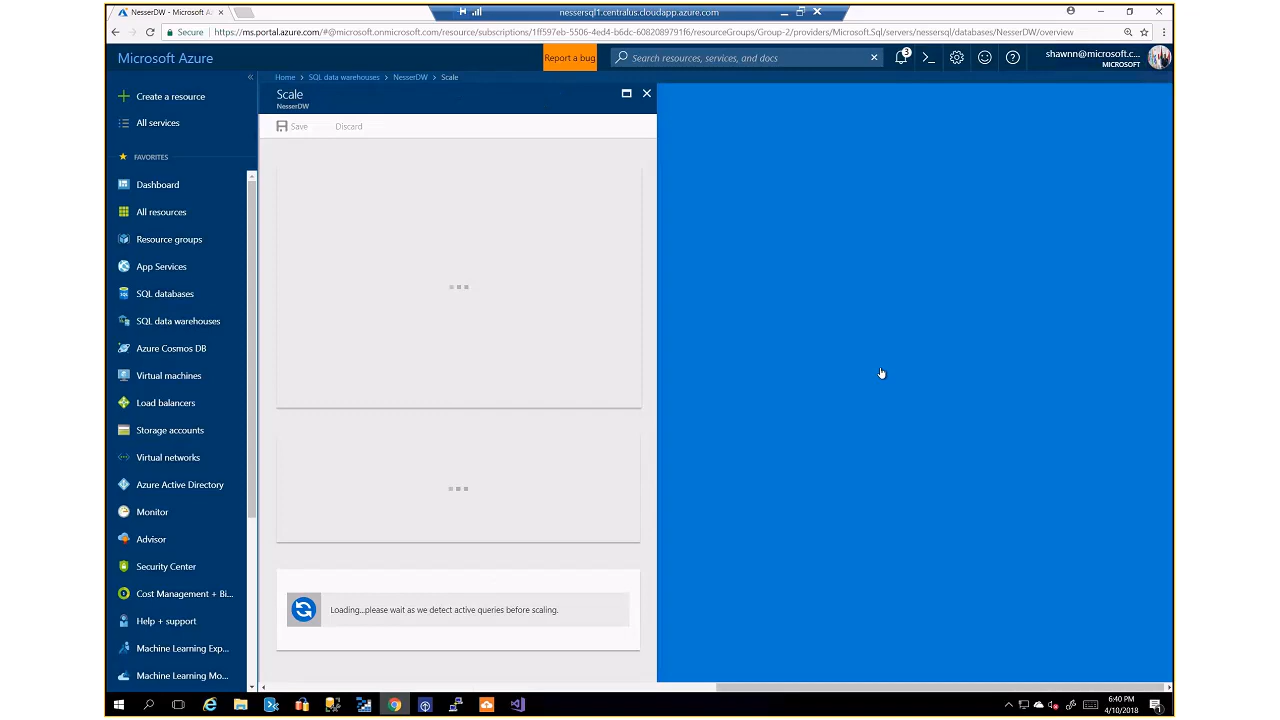 NesserDW - Microsoft A
nessersql1.centralus.cloudapp.azure.com
Secure
https://ms.portal.azure.com/#@microsoft.onmicrosoft.com/resource/subscriptions/1ff597eb-5506-4ed4-b6dc-6082089791f6/resourceGroups/Group-2/providers/Microsoft.Sql/servers/nessersql/databases/NesserDW/overview
Microsoft Azure
Report a bug
Search resources, services, and docs
3
shawnn@microsoft.c...
MICROSOFT
Home
SQL data warehouses
NesserDW
Scale
Create a resource
All services
FAVORITES
Dashboard
All resources
Resource groups
App Services
SQL databases
SQL data warehouses
Azure Cosmos DB
Virtual machines
Load balancers
Storage accounts
Virtual networks
Azure Active Directory
Monitor
Advisor
Security Center
Cost Management + Bi...
Help + support
Machine Learning Exp...
Machine Learning Mo...
Scale
NesserDW
Save
Discard
Loading...please wait as we detect active queries before scaling.
6:40 PM
4/10/2018